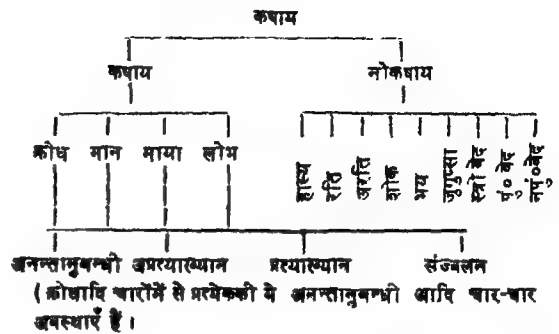 कषाय
कषाय नोकषाय
क्रोध मान माया लोभ
हास्य रति अरति शोक भय जुगुप्सा स्त्री वेद पुं० वेद नपुं०वेद
अनन्तानुबन्धी अप्रत्याख्यान प्रत्याख्यान संज्वलन
(क्रोधादि चारोंमें से प्रत्येककी ये अनन्तानुबन्धी आदि चार-चार
अवस्थाएँ हैं।